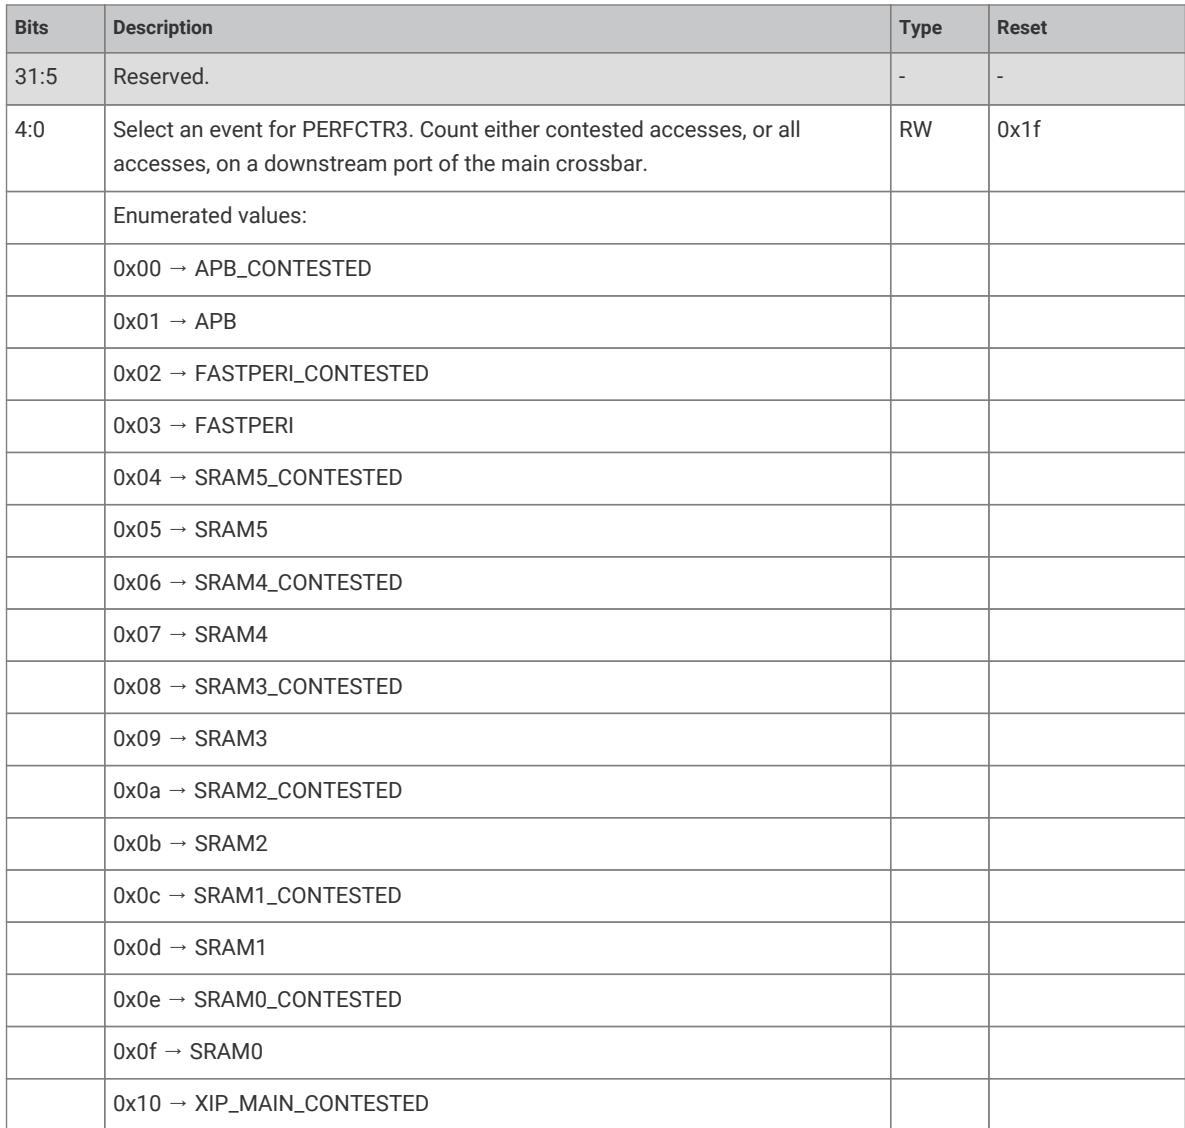 Bits Description Type Reset
31:5 Reserved. - -
4:0 Select an event for PERFCTR3. Count either contested accesses, or all RW 0x1f
accesses, on a downstream port of the main crossbar.
Enumerated values:
0x00 → APB_CONTESTED
0x01 → APB
0x02 → FASTPERI_CONTESTED
0x03 → FASTPERI
0x04 → SRAM5_CONTESTED
0x05 → SRAM5
0x06 → SRAM4_CONTESTED
0x07 → SRAM4
0x08 → SRAM3_CONTESTED
0x09 → SRAM3
0x0a → SRAM2_CONTESTED
0x0b → SRAM2
0x0c → SRAM1_CONTESTED
0x0d → SRAM1
0x0e → SRAM0_CONTESTED
0x0f → SRAM0
0x10 → XIP_MAIN_CONTESTED